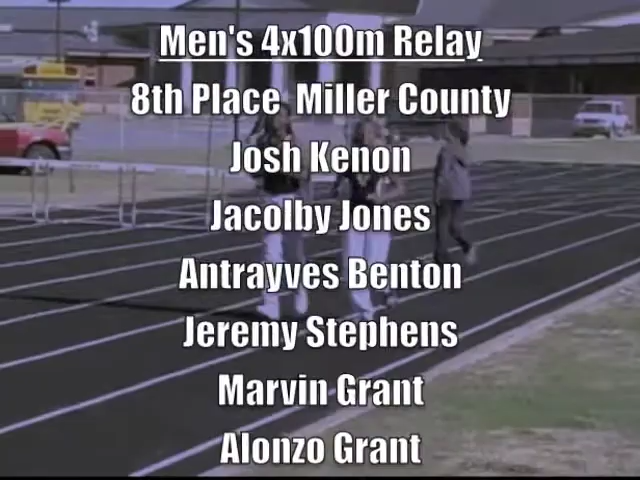 Men's 4x100m Relay
8th Place Miller County
Josh Kenon
Jacolby Jones
Antrayves Benton
Jeremy Stephens
Marvin Grant
Alonzo Grant